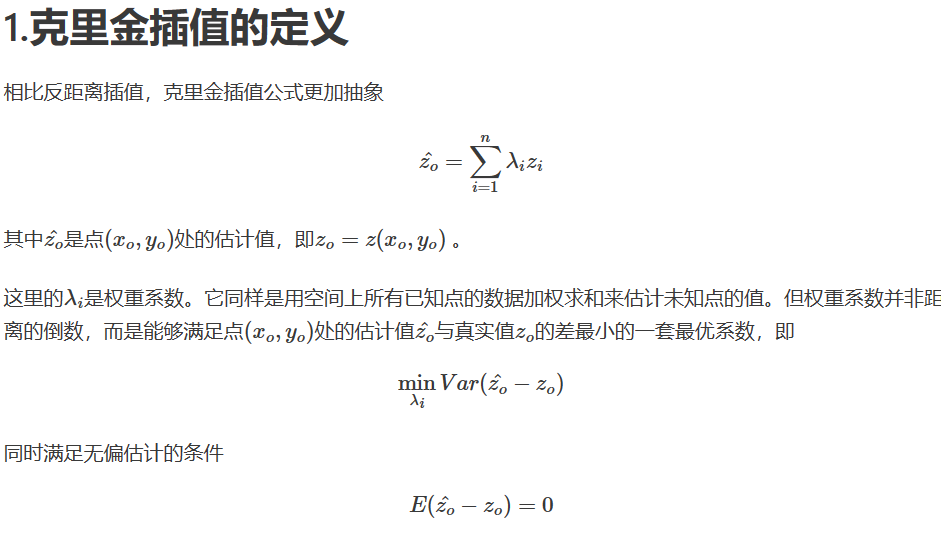 1.克里金插值的定义
相比反距离插值，克里金插值公式更加抽象
$\hat{z_o} = \sum_{i=1}^{n} \lambda_i z_i$
其中$\hat{z_o}$是点$(x_o, y_o)$处的估计值，即$z_o = z(x_o, y_o)$ 。
这里的$\lambda_i$是权重系数。它同样是用空间上所有已知点的数据加权求和来估计未知点的值。但权重系数并非距
离的倒数，而是能够满足点$(x_o, y_o)$处的估计值$\hat{z_o}$与真实值$z_o$的差最小的一套最优系数，即
$\min_{\lambda_i} Var(\hat{z_o} - z_o)$
同时满足无偏估计的条件
$E(\hat{z_o} - z_o) = 0$